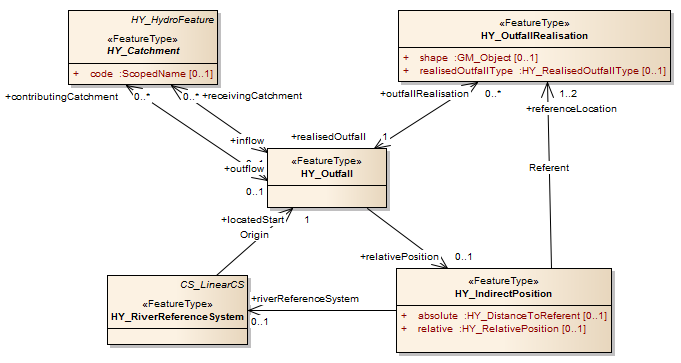 HY_HydroFeature
«FeatureType»
HY_Catchment
+ code :ScopedName [0..1]
«FeatureType»
HY_OutfallRealisation
+ shape :GM_Object [0..1]
+ realisedOutfallType :HY_RealisedOutfallType [0..1]
+contributingCatchment
0..*
0..*
+receivingCatchment
+outfallRealisation
0..*
1..2
+referenceLocation
+realisedOutfall
1
+inflow
0..1
+outflow
0..1
«FeatureType»
HY_Outfall
Referent
+locatedStart
1
Origin
+relativePosition
0..1
CS_LinearCS
«FeatureType»
HY_RiverReferenceSystem
+riverReferenceSystem
0..1
«FeatureType»
HY_IndirectPosition
+ absolute :HY_DistanceToReferent [0..1]
+ relative :HY_RelativePosition [0..1]